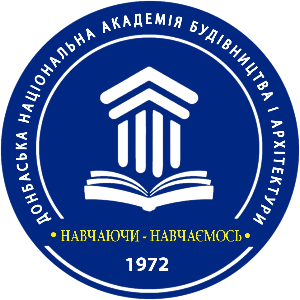 ДОНБАСЬКА НАЦІОНАЛЬНА АКАДЕМІЯ БУДІВНИЦТВА І АРХІТЕКТУРИ
• НАВЧАЮЧИ - НАВЧАЄМОСЬ •
1972